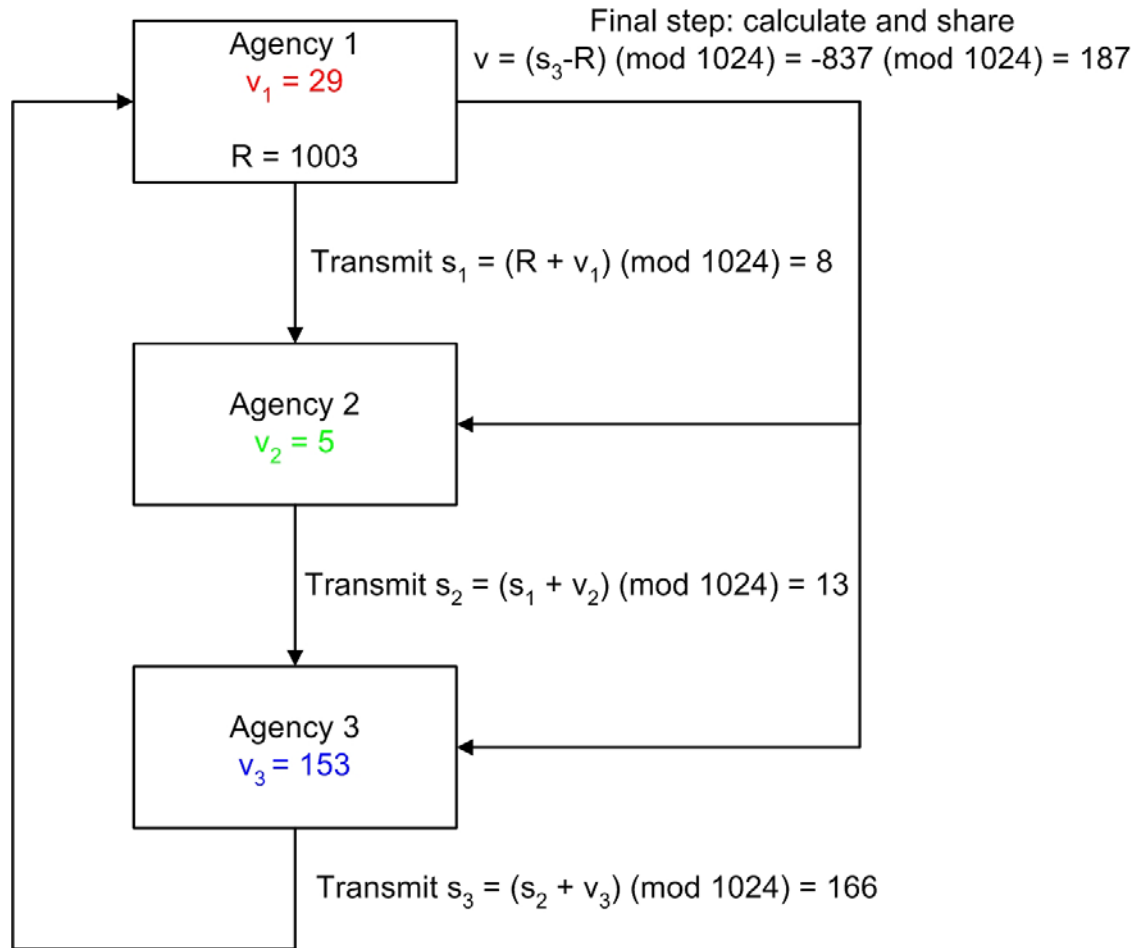 Agency 1
v₁ = 29
R = 1003
Final step: calculate and share
v = (s₃-R) (mod 1024) = -837 (mod 1024) = 187
Transmit s₁ = (R + v₁) (mod 1024) = 8
Agency 2
v₂ = 5
Transmit s₂ = (s₁ + v₂) (mod 1024) = 13
Agency 3
v₃ = 153
Transmit s₃ = (s₂ + v₃) (mod 1024) = 166